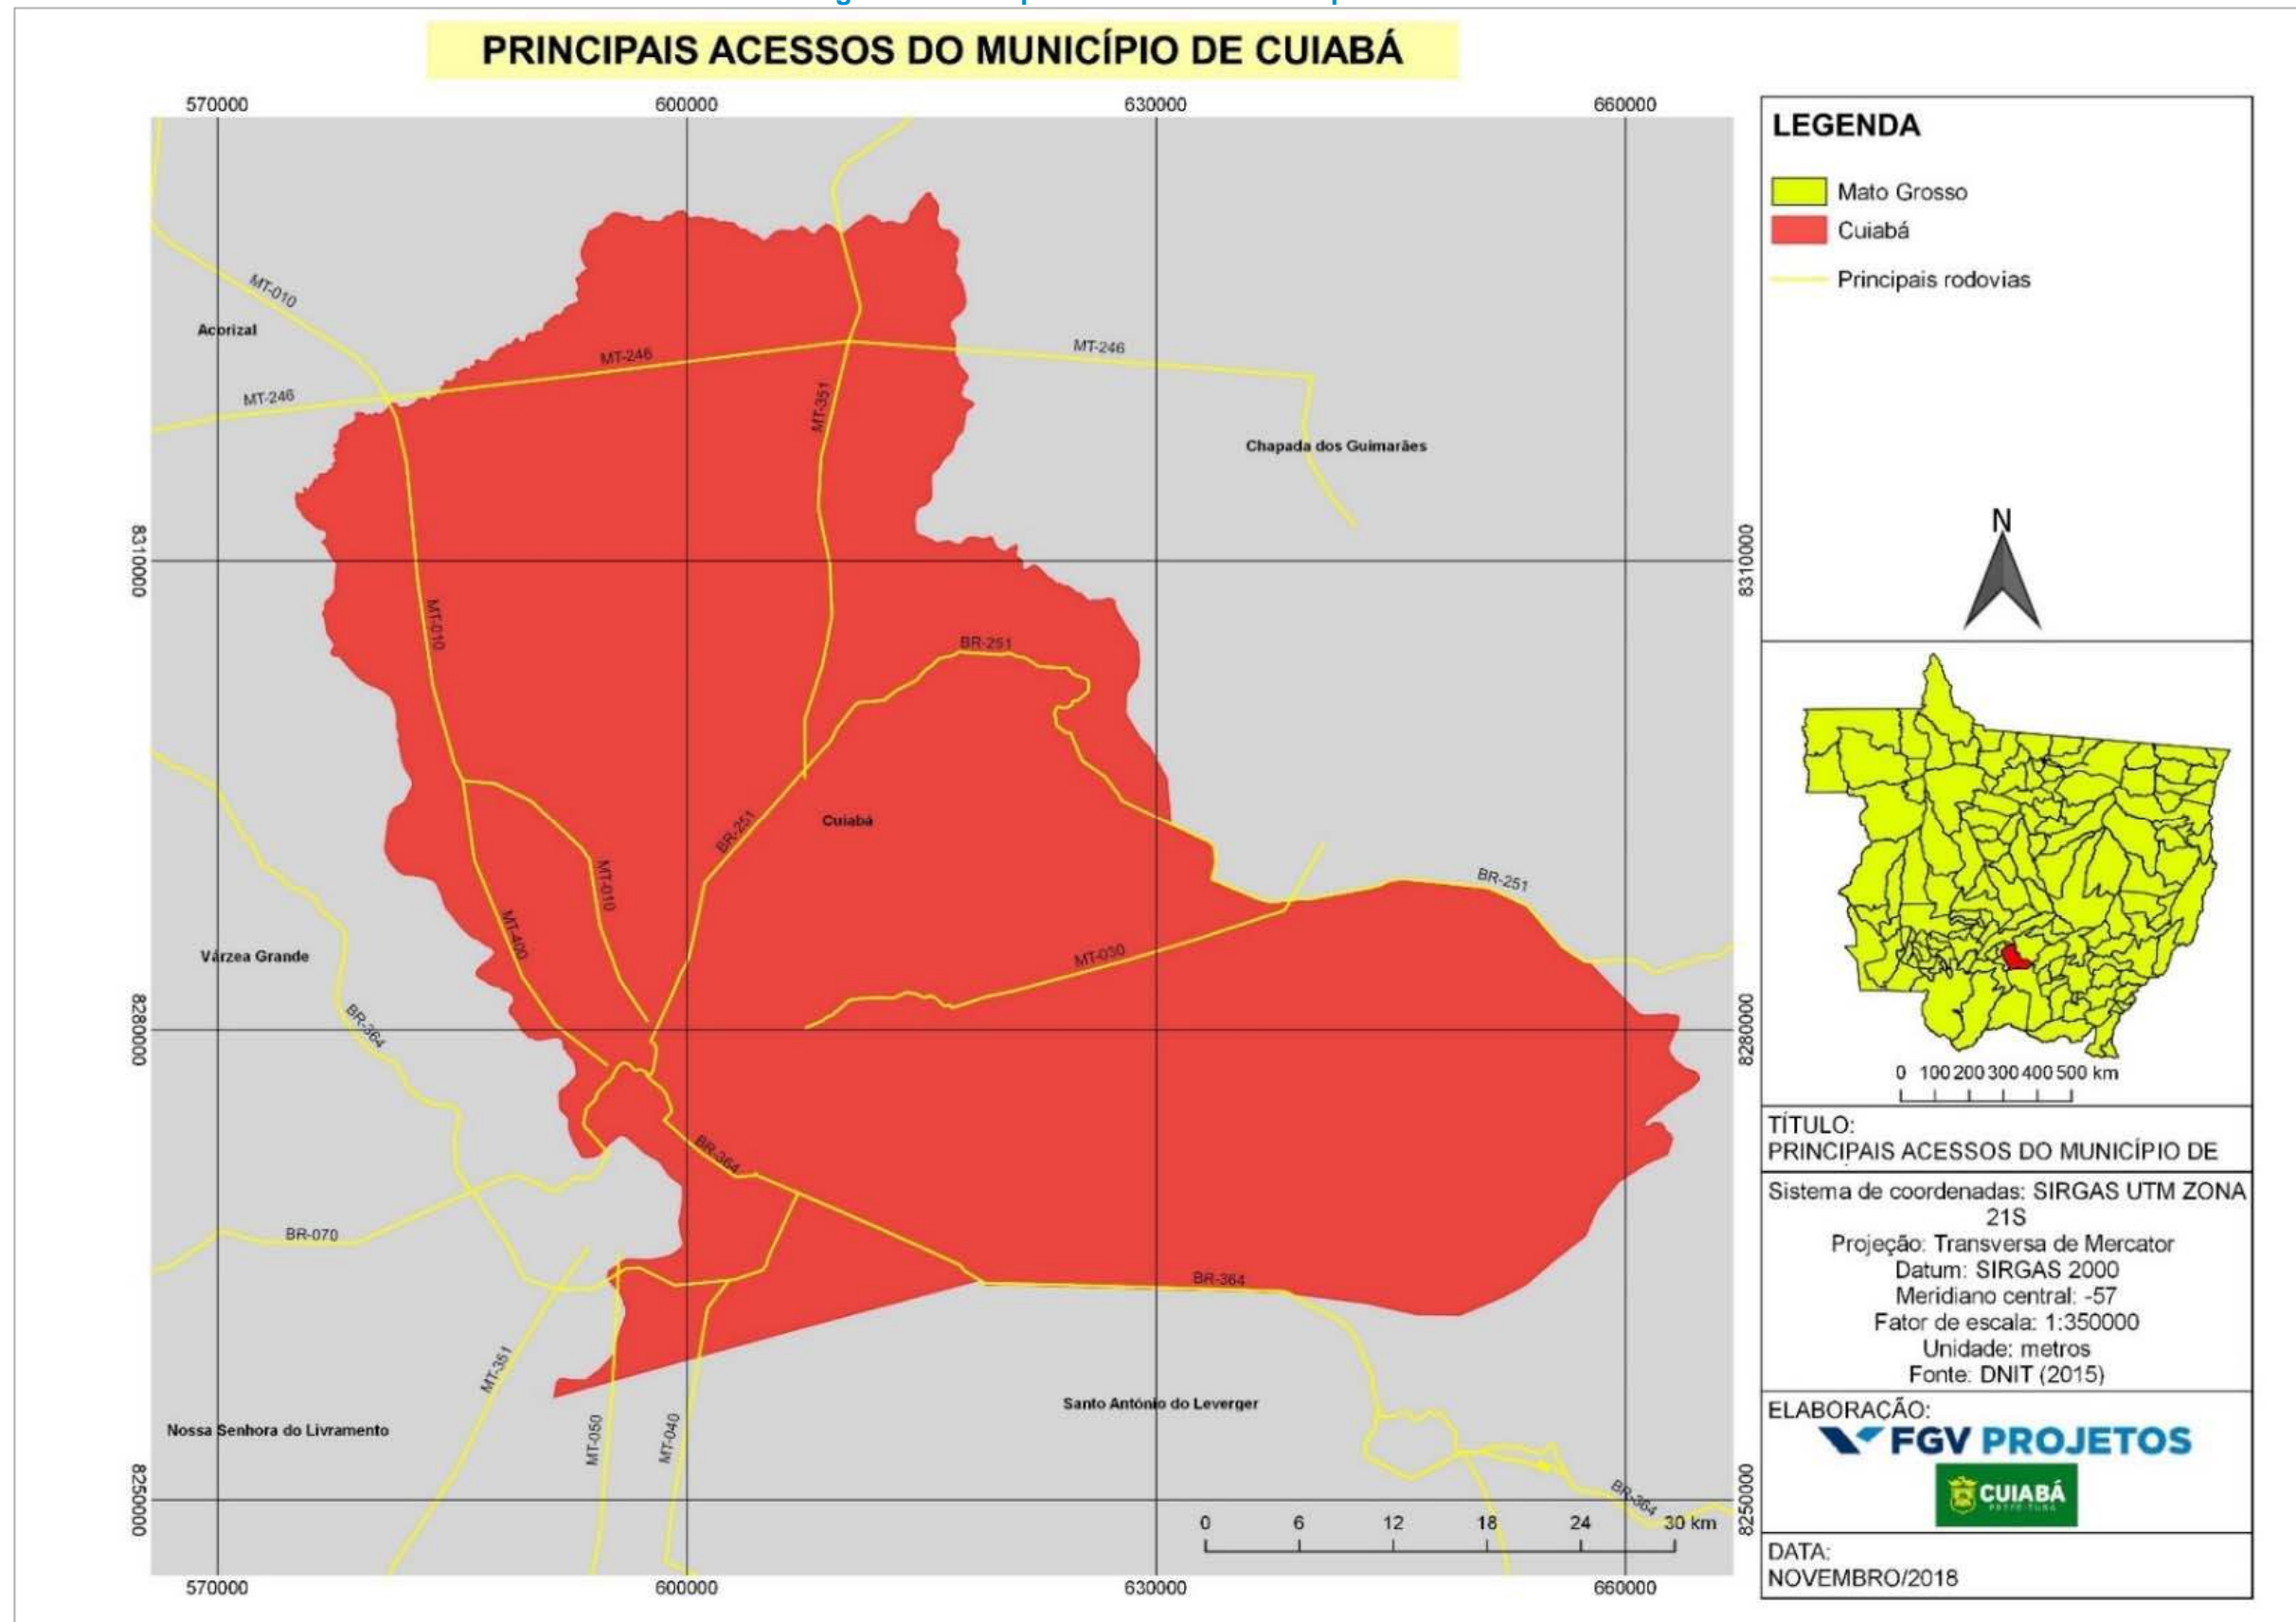 PRINCIPAIS ACESSOS DO MUNICÍPIO DE CUIABÁ
570000
600000
630000
660000
MT-010
Acorizal
MT-246
MT-246
MT-246
MT-351
Chapada dos Guimarães
8310000
8310000
MT-010
BR-251
BR-251
Cuiabá
MT-010
BR-251
MT-400
MT-030
Várzea Grande
BR-364
8280000
8280000
BR-364
BR-070
BR-364
MT-351
Santo Antônio do Leverger
Nossa Senhora do Livramento
MT-050
MT-040
8250000
8250000
BR-364
0 6 12 18 24 30 km
570000
600000
630000
660000
LEGENDA
Mato Grosso
Cuiabá
Principais rodovias
N
0 100 200 300 400 500 km
TÍTULO:
PRINCIPAIS ACESSOS DO MUNICÍPIO DE
Sistema de coordenadas: SIRGAS UTM ZONA
21S
Projeção: Transversa de Mercator
Datum: SIRGAS 2000
Meridiano central: -57
Fator de escala: 1:350000
Unidade: metros
Fonte: DNIT (2015)
ELABORAÇÃO:
FGV PROJETOS
CUIABÁ
PREFEITURA
DATA:
NOVEMBRO/2018